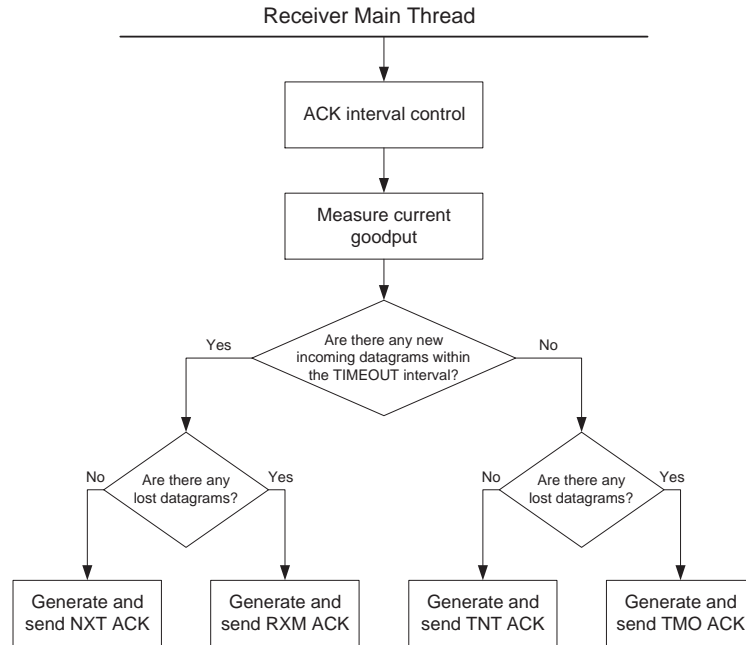 Receiver Main Thread
ACK interval control
Measure current
goodput
Are there any new
incoming datagrams within
the TIMEOUT interval?
Yes
No
Are there any
lost datagrams?
No
Yes
Are there any
lost datagrams?
No
Yes
Generate and
send NXT ACK
Generate and
send RXM ACK
Generate and
send TNT ACK
Generate and
send TMO ACK